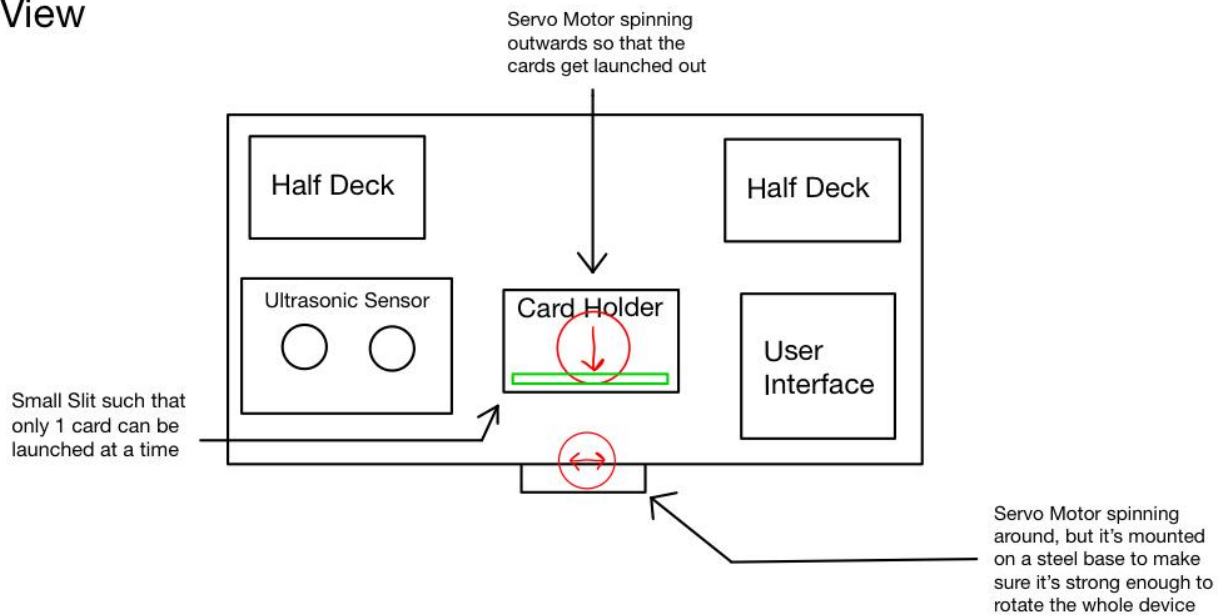 View
Servo Motor spinning
outwards so that the
cards get launched out
Half Deck
Half Deck
Ultrasonic Sensor
Card Holder
User
Interface
Small Slit such that
only 1 card can be
launched at a time
Servo Motor spinning
around, but it’s mounted
on a steel base to make
sure it’s strong enough to
rotate the whole device